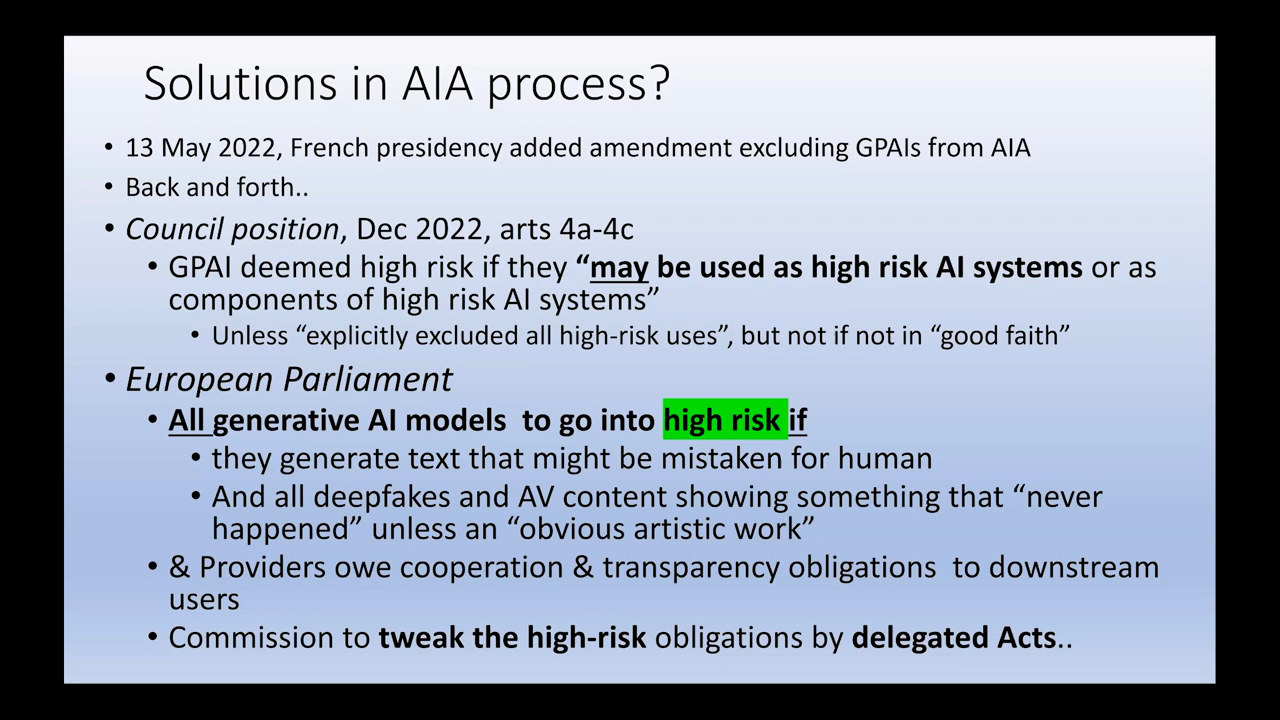 Solutions in AIA process?
• 13 May 2022, French presidency added amendment excluding GPAIs from AIA
• Back and forth..
• Council position, Dec 2022, arts 4a-4c
• GPAI deemed high risk if they “may be used as high risk AI systems or as
components of high risk AI systems”
• Unless “explicitly excluded all high-risk uses”, but not if not in “good faith”
• European Parliament
• All generative AI models  to go into high risk if
• they generate text that might be mistaken for human
• And all deepfakes and AV content showing something that “never
happened” unless an “obvious artistic work”
• & Providers owe cooperation & transparency obligations  to downstream
users
• Commission to tweak the high-risk obligations by delegated Acts..